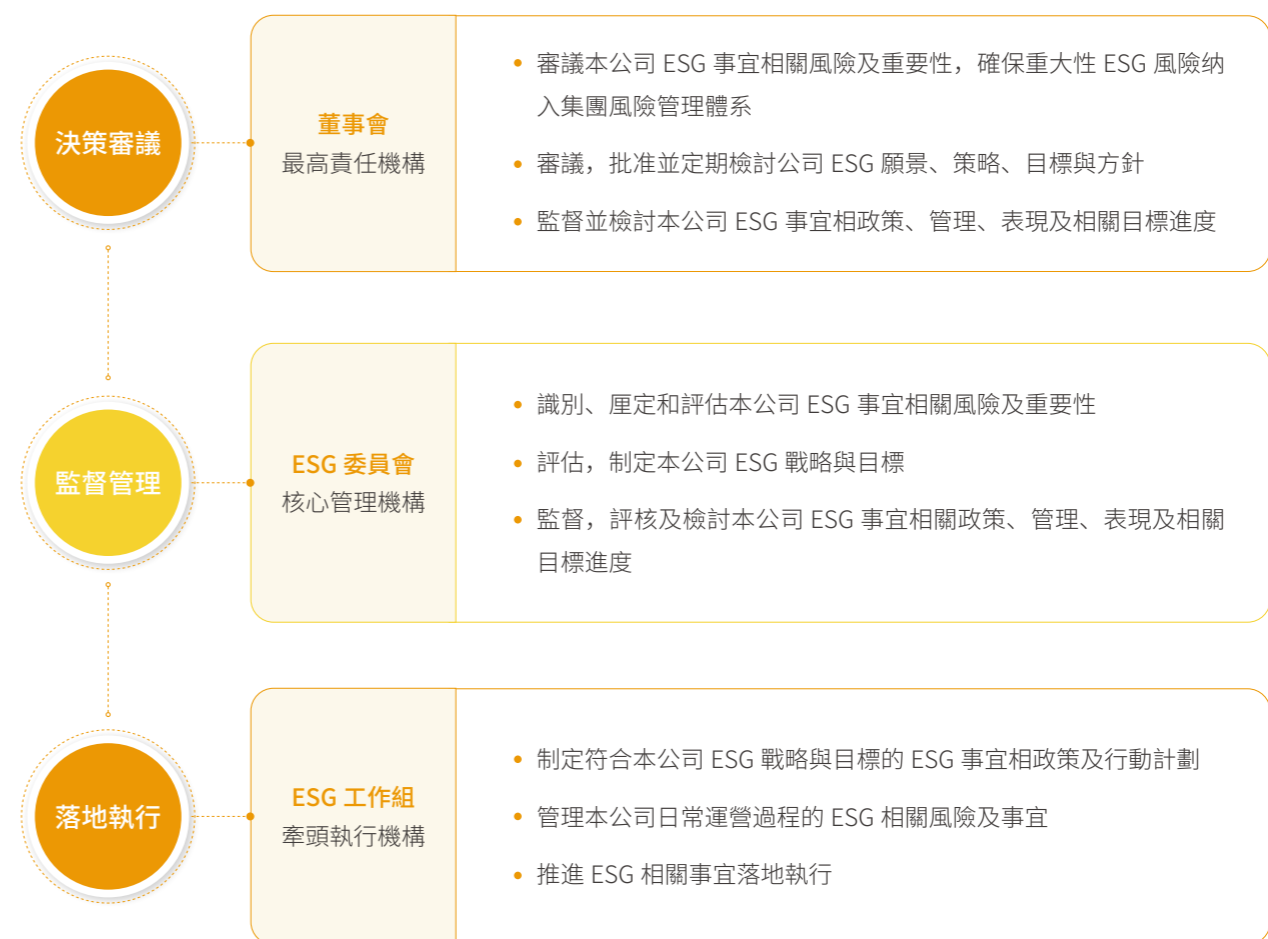 決策審議
董事會
最高責任機構
• 審議本公司 ESG 事宜相關風險及重要性，確保重大性 ESG 風險纳
入集團風險管理體系
• 審議，批准並定期檢討公司 ESG 願景、策略、目標與方針
• 監督並檢討本公司 ESG 事宜相政策、管理、表現及相關目標進度
監督管理
ESG 委員會
核心管理機構
• 識別、厘定和評估本公司 ESG 事宜相關風險及重要性
• 評估，制定本公司 ESG 戰略與目標
• 監督，評核及檢討本公司 ESG 事宜相關政策、管理、表現及相關
目標進度
落地執行
ESG 工作組
牽頭執行機構
• 制定符合本公司 ESG 戰略與目標的 ESG 事宜相政策及行動計劃
• 管理本公司日常運營過程的 ESG 相關風險及事宜
• 推進 ESG 相關事宜落地執行